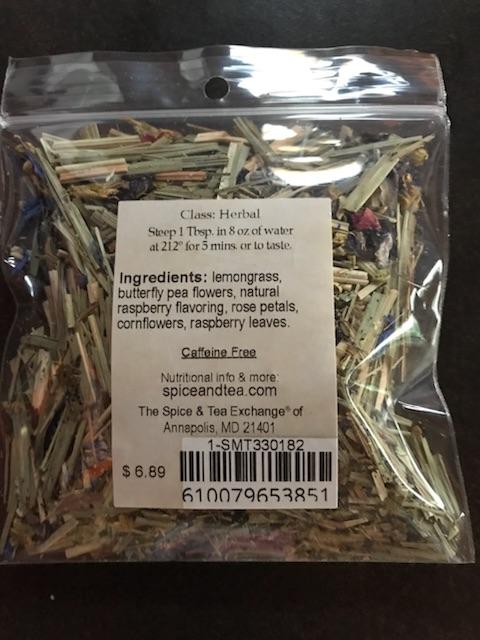 Class: Herbal
Steep 1 Tbsp. in 8 oz of water
at 212° for 5 mins. or to taste.
Ingredients: lemongrass,
butterfly pea flowers, natural
raspberry flavoring, rose petals,
cornflowers, raspberry leaves.
Caffeine Free
Nutritional info & more:
spiceandtea.com
The Spice & Tea Exchange® of
Annapolis, MD 21401
1-SMT330182
$ 6.89
610079653851